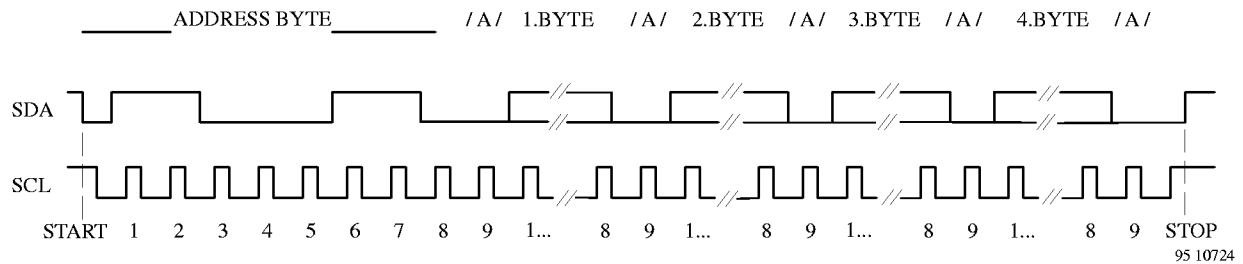 ADDRESS BYTE / A / 1.BYTE / A / 2.BYTE / A / 3.BYTE / A / 4.BYTE / A /
SDA
SCL
START 1 2 3 4 5 6 7 8 9 1... 8 9 1... 8 9 1... 8 9 1... 8 9 STOP
95 10724